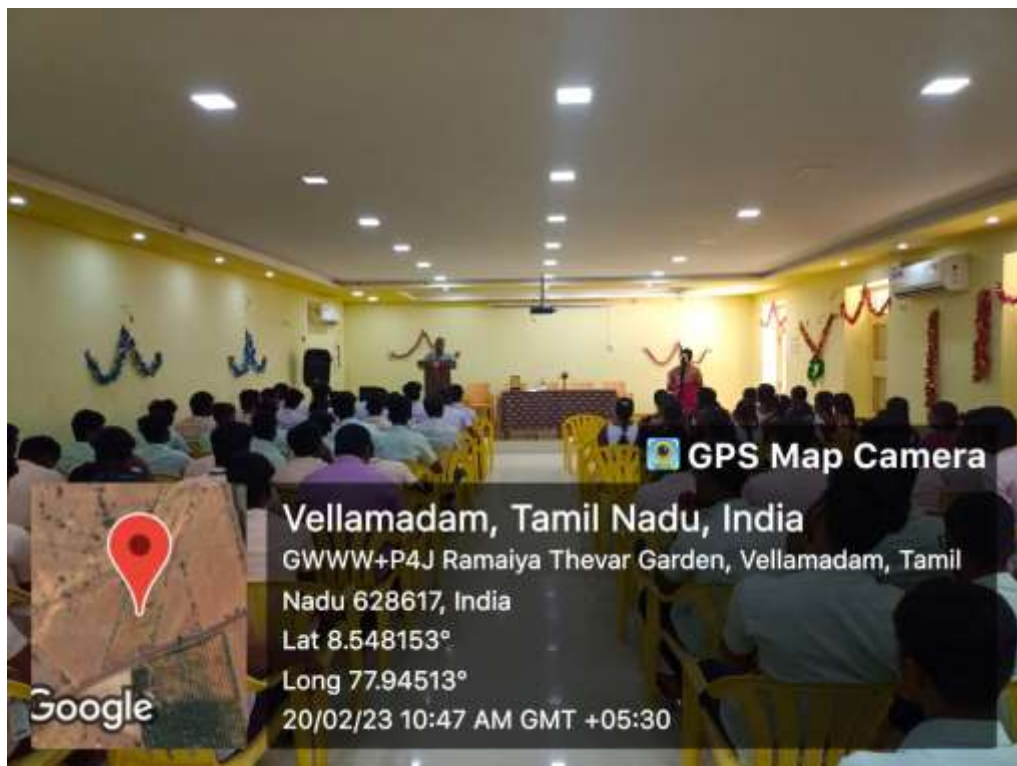 GPS Map Camera
Vellamadam, Tamil Nadu, India
GWWW+P4J Ramaiya Thevar Garden, Vellamadam, Tamil
Nadu 628617, India
Lat 8.548153°
Long 77.94513°
20/02/23 10:47 AM GMT +05:30
Google